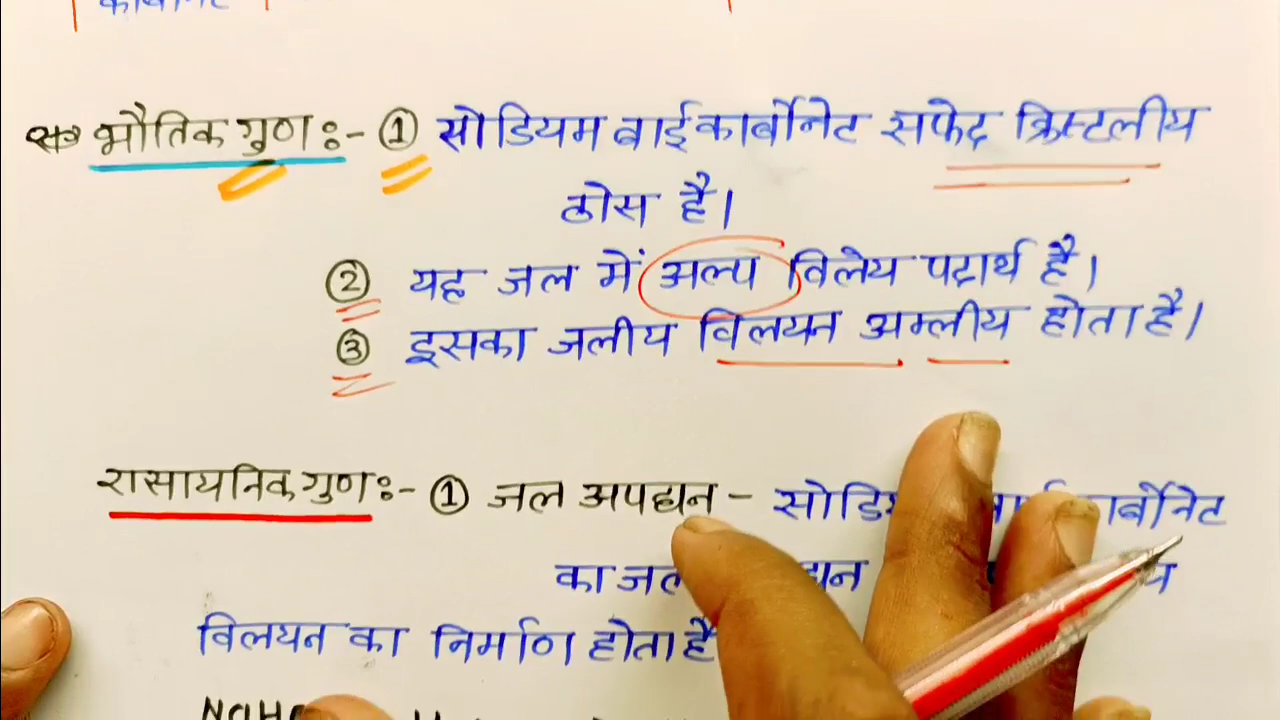 कार्बोनेट
भौतिक गुण :- ① सोडियम बाईकार्बोनेट सफेद क्रिस्टलीय
ठोस है।
② यह जल में अल्प विलेय पदार्थ है।
③ इसका जलीय विलयन अम्लीय होता है।
रासायनिक गुण :- ① जल अपघटन - कार्बोनेट
का
विलयन का निर्माण होता है